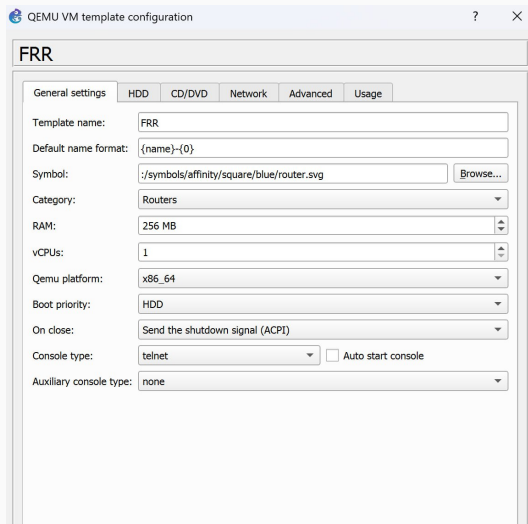 QEMU VM template configuration ? ×
FRR
General settings HDD CD/DVD Network Advanced Usage
Template name: FRR
Default name format: {name}-{0}
Symbol: :/symbols/affinity/square/blue/router.svg Browse...
Category: Routers
RAM: 256 MB
vCPUs: 1
Qemu platform: x86_64
Boot priority: HDD
On close: Send the shutdown signal (ACPI)
Console type: telnet Auto start console
Auxiliary console type: none